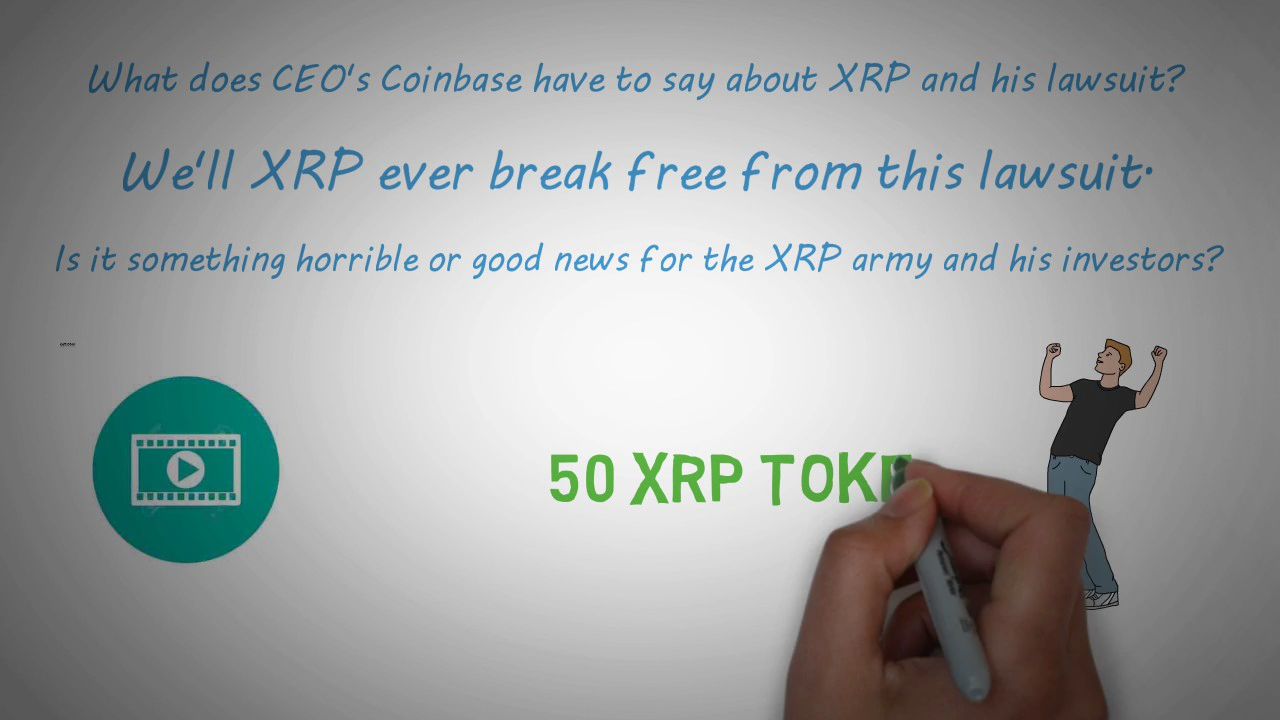 What does CEO's Coinbase have to say about XRP and his lawsuit?
We'll XRP ever break free from this lawsuit.
Is it something horrible or good news for the XRP army and his investors?
50 XRP TOKE